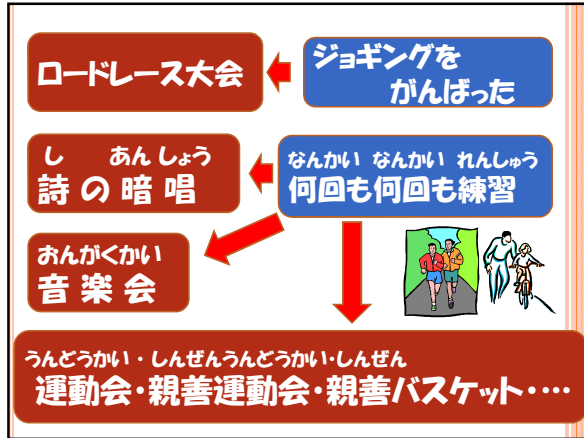 ロードレース大会
ジョギングを
がんばった
し あんしょう
詩の暗唱
なんかい なんかい れんしゅう
何回も何回も練習
おんがくかい
音楽会
うんどうかい・しんぜんうんどうかい・しんぜん
運動会・親善運動会・親善バスケット・‥‥